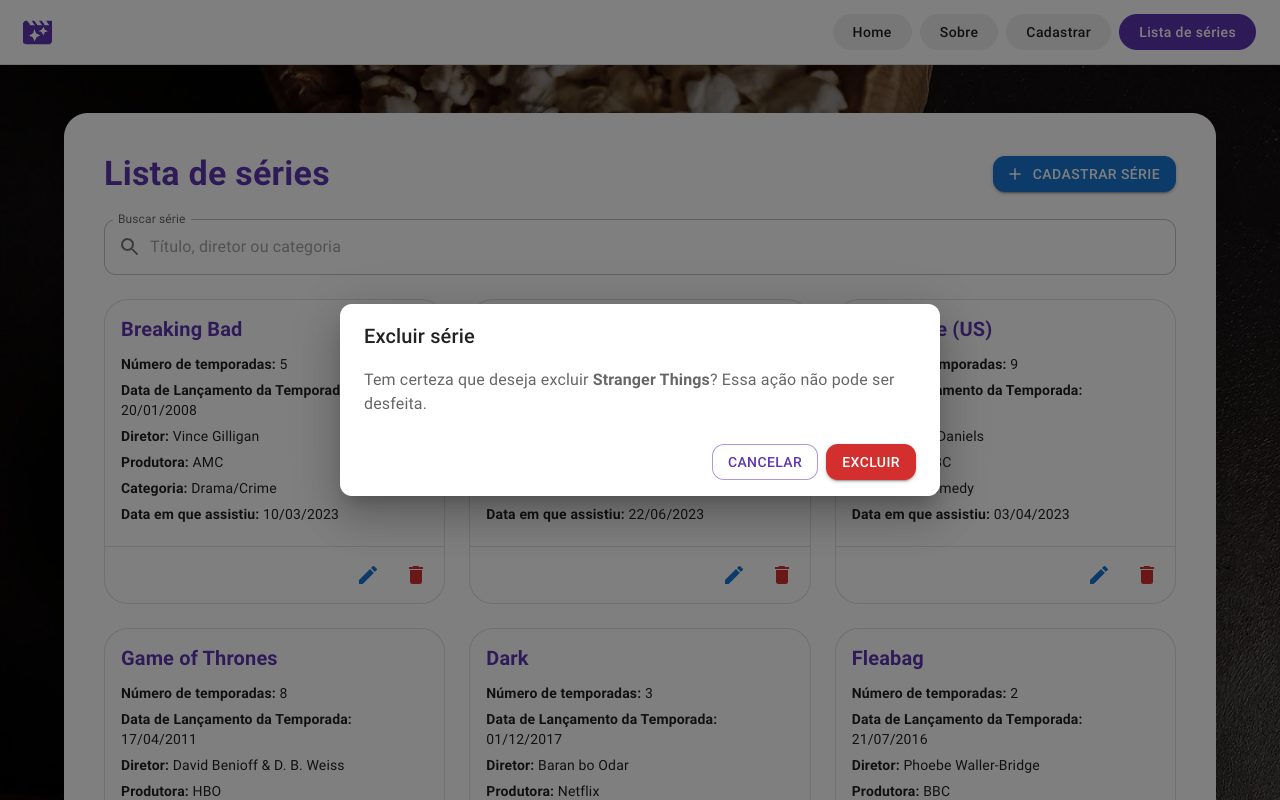 Home
Sobre
Cadastrar
Lista de séries
Lista de séries
CADASTRAR SÉRIE
Buscar série
Título, diretor ou categoria
Excluir série
Tem certeza que deseja excluir Stranger Things? Essa ação não pode ser
desfeita.
CANCELAR
EXCLUIR
Breaking Bad
Número de temporadas: 5
Data de Lançamento da Temporada
20/01/2008
Diretor: Vince Gilligan
Produtora: AMC
Categoria: Drama/Crime
Data em que assistiu: 10/03/2023
Data em que assistiu: 22/06/2023
(US)
9
Temporada:
Daniels
Data em que assistiu: 03/04/2023
Game of Thrones
Número de temporadas: 8
Data de Lançamento da Temporada:
17/04/2011
Diretor: David Benioff & D. B. Weiss
Produtora: HBO
Dark
Número de temporadas: 3
Data de Lançamento da Temporada:
01/12/2017
Diretor: Baran bo Odar
Produtora: Netflix
Fleabag
Número de temporadas: 2
Data de Lançamento da Temporada:
21/07/2016
Diretor: Phoebe Waller-Bridge
Produtora: BBC